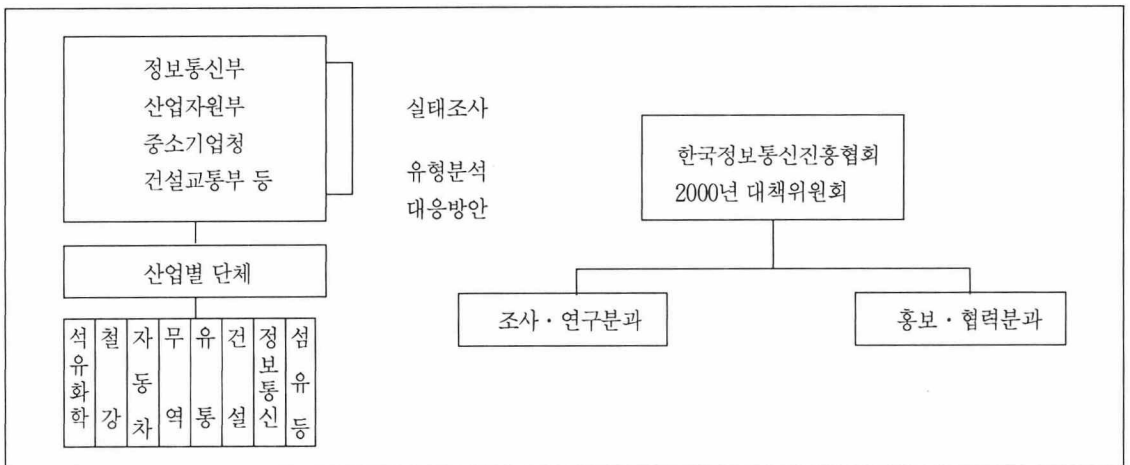 정보통신부
산업자원부
중소기업청
건설교통부 등
실태조사
유형분석
대응방안
한국정보통신진흥협회
2000년 대책위원회
산업별 단체
조사·연구분과
홍보·협력분과
석유화학
철강
자동차
무역
유통
건설
정보통신
섬유등